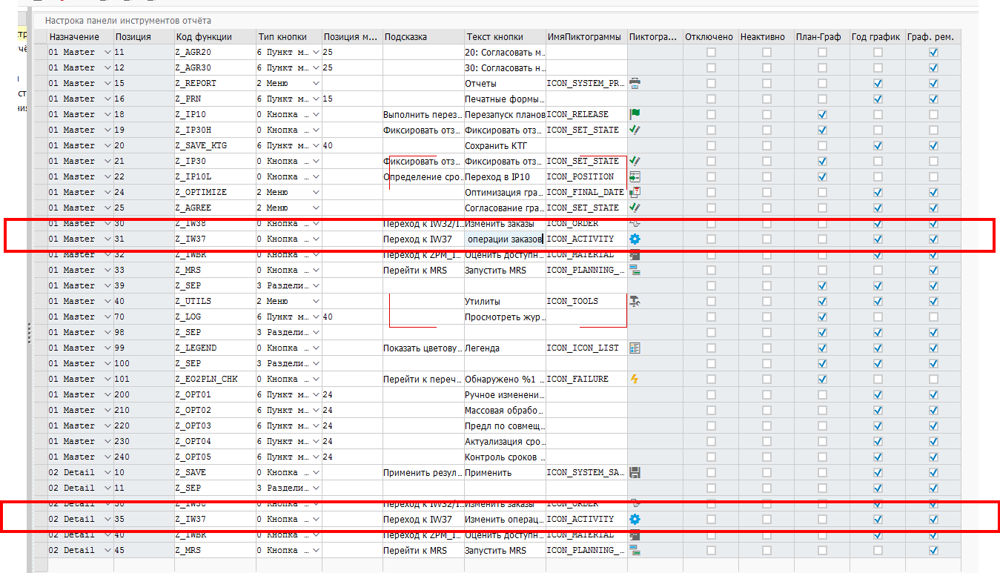 Настрока панели инструментов отчёта
Назначение Позиция Код функции Тип кнопки Позиция м... Подсказка Текст кнопки ИмяПиктограммы Пиктогра... Отключено Неактивно План-Граф Год график Граф. рем.
01 Master 11 Z_AGR20 6 Пункт м... 25 20: Согласовать м...
01 Master 12 Z_AGR30 6 Пункт м... 25 30: Согласовать н...
01 Master 15 Z_REPORT 2 Меню Отчеты ICON_SYSTEM_PR...
01 Master 16 Z_PRN 6 Пункт м... 15 Печатные формы...
01 Master 18 Z_IP10 0 Кнопка ... Выполнить перез... Перезапуск планов ICON_RELEASE
01 Master 19 Z_IP30H 0 Кнопка ... Фиксировать отз... Фиксировать отз... ICON_SET_STATE
01 Master 20 Z_SAVE_KTG 6 Пункт м... 40 Сохранить КТГ
01 Master 21 Z_IP30 0 Кнопка ... Фиксировать отз... Фиксировать отз... ICON_SET_STATE
01 Master 22 Z_IP10L 0 Кнопка ... Определение сро... Переход в IP10 ICON_POSITION
01 Master 24 Z_OPTIMIZE 2 Меню Оптимизация гра... ICON_FINAL_DATE
01 Master 25 Z_AGREE 2 Меню Согласование гра... ICON_SET_STATE
01 Master 30 Z_IW38 0 Кнопка ... Переход к IW32/I... Изменить заказы ICON_ORDER
01 Master 31 Z_IW37 0 Кнопка ... Переход к IW37 операции заказов ICON_ACTIVITY
01 Master 32 Z_IWBK 0 Кнопка ... Переход к ZPM_I... Оценить доступн... ICON_MATERIAL
01 Master 33 Z_MRS 0 Кнопка ... Перейти к MRS Запустить MRS ICON_PLANNING_...
01 Master 39 Z_SEP 3 Раздели...
01 Master 40 Z_UTILS 2 Меню Утилиты ICON_TOOLS
01 Master 70 Z_LOG 6 Пункт м... 40 Просмотреть жур...
01 Master 98 Z_SEP 3 Раздели...
01 Master 99 Z_LEGEND 0 Кнопка ... Показать цветову... Легенда ICON_ICON_LIST
01 Master 100 Z_SEP 3 Раздели...
01 Master 101 Z_EO2PLN_CHK 0 Кнопка ... Перейти к переч... Обнаружено %1 ... ICON_FAILURE
01 Master 200 Z_OPT01 6 Пункт м... 24 Ручное изменени...
01 Master 210 Z_OPT02 6 Пункт м... 24 Массовая обрабо...
01 Master 220 Z_OPT03 6 Пункт м... 24 Предл по совмещ...
01 Master 230 Z_OPT04 6 Пункт м... 24 Актуализация сро...
01 Master 240 Z_OPT05 6 Пункт м... 24 Контроль сроков ...
02 Detail 10 Z_SAVE 0 Кнопка ... Применить резул... Применить ICON_SYSTEM_SA...
02 Detail 11 Z_SEP 3 Раздели...
02 Detail 30 Z_IW38 0 Кнопка ... Переход к IW32/I... Изменить заказы ICON_ORDER
02 Detail 35 Z_IW37 0 Кнопка ... Переход к IW37 Изменить операц... ICON_ACTIVITY
02 Detail 40 Z_IWBK 0 Кнопка ... Переход к ZPM_I... Оценить доступн... ICON_MATERIAL
02 Detail 45 Z_MRS 0 Кнопка ... Перейти к MRS Запустить MRS ICON_PLANNING_...